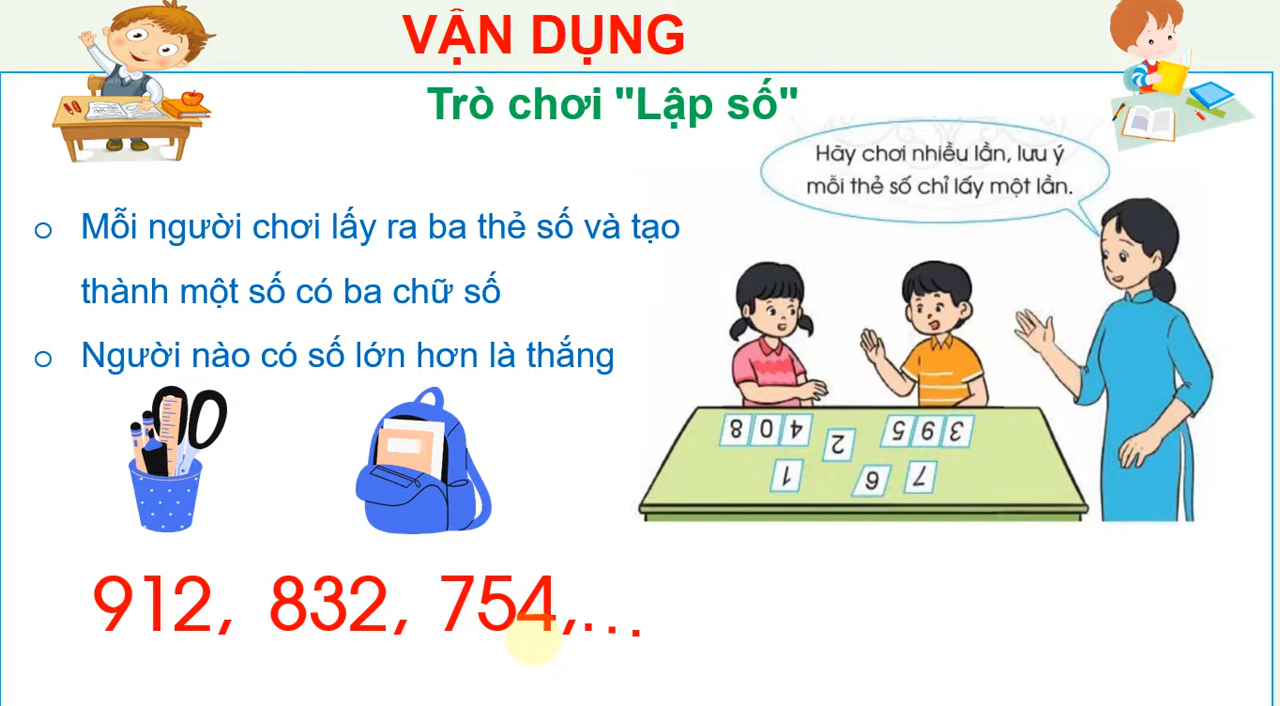 VẬN DỤNG
Trò chơi "Lập số"
Hãy chơi nhiều lần, lưu ý
mỗi thẻ số chỉ lấy một lần.
Mỗi người chơi lấy ra ba thẻ số và tạo
thành một số có ba chữ số
Người nào có số lớn hơn là thắng
8 0 4
2
5 9 3
1
6
7
912, 832, 754,...